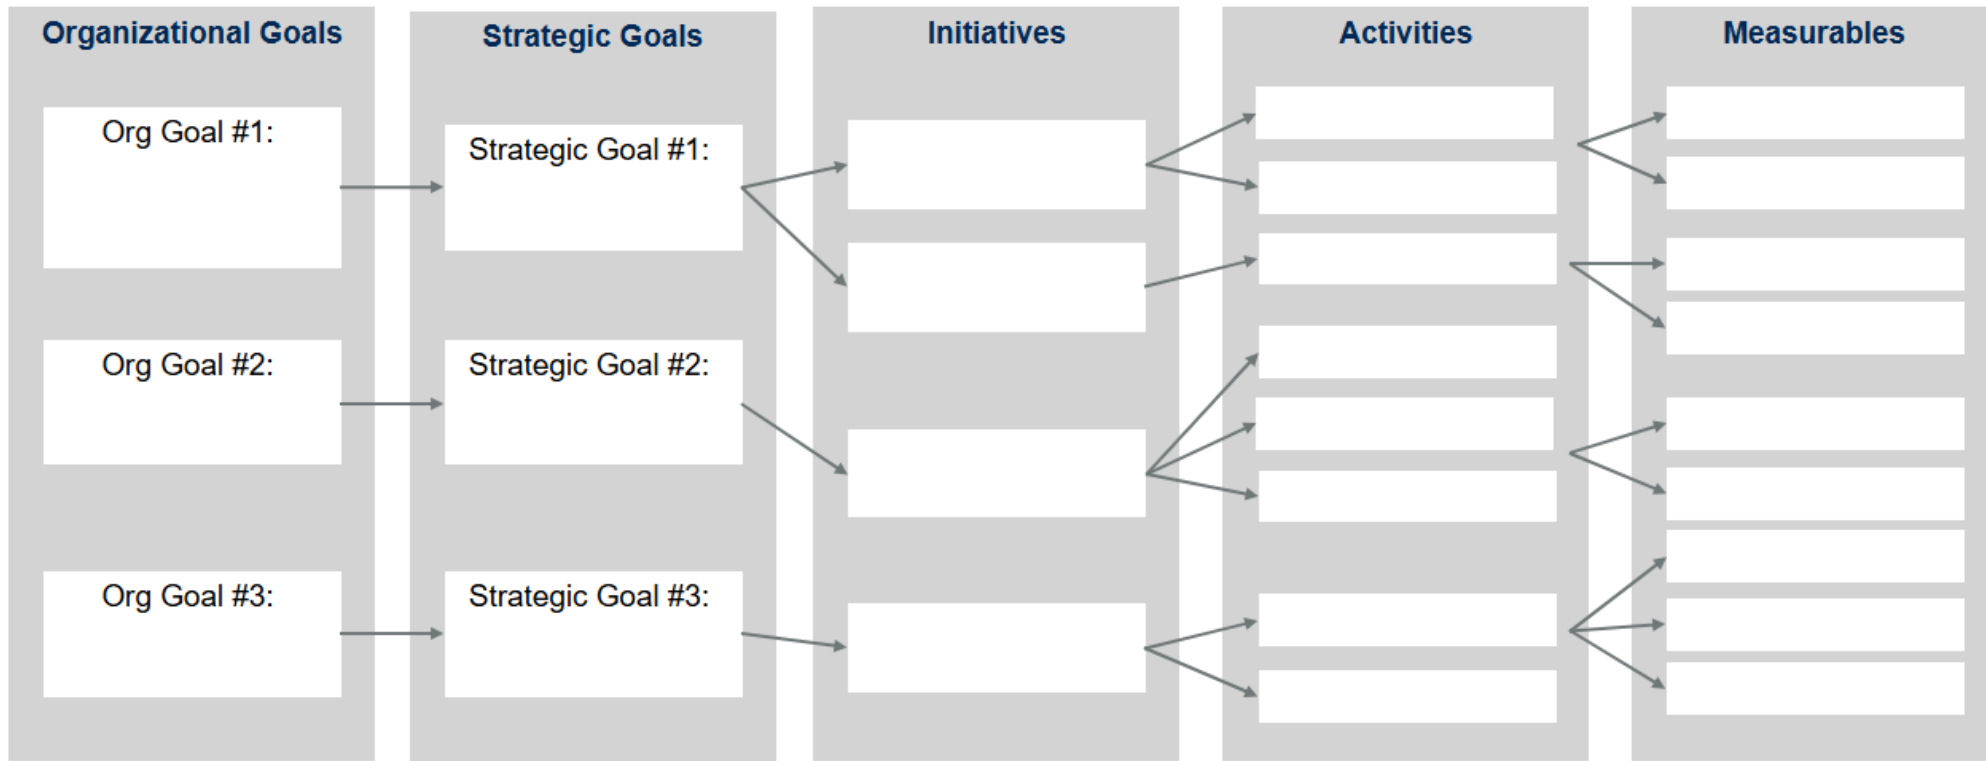 Organizational Goals
Strategic Goals
Initiatives
Activities
Measurables
Org Goal #1:
Strategic Goal #1:
Org Goal #2:
Strategic Goal #2:
Org Goal #3:
Strategic Goal #3: